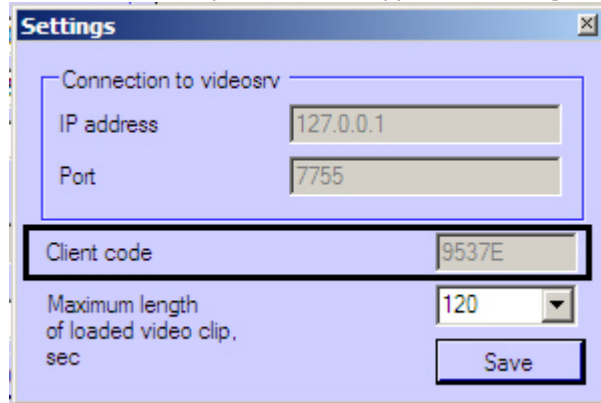 Settings
Connection to videosrv
IP address 127.0.0.1
Port 7755
Client code 9537E
Maximum length 120
of loaded video clip,
sec
Save